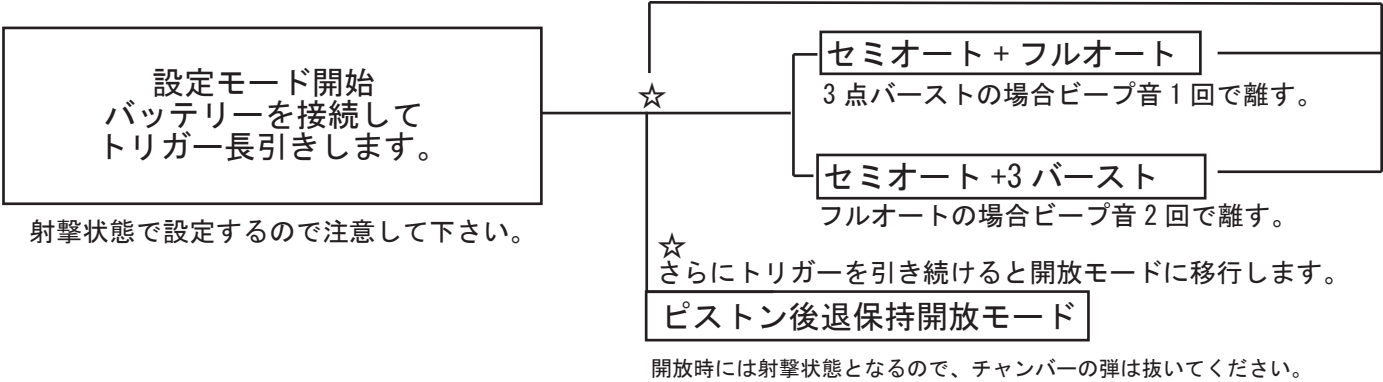 設定モード開始
バッテリーを接続して
トリガー長引きします。
射撃状態で設定するので注意して下さい。
☆
セミオート + フルオート
3 点バーストの場合ビープ音 1 回で離す。
セミオート +3 バースト
フルオートの場合ビープ音 2 回で離す。
☆
さらにトリガーを引き続けると開放モードに移行します。
ピストン後退保持開放モード
開放時には射撃状態となるので、チャンバーの弾は抜いてください。